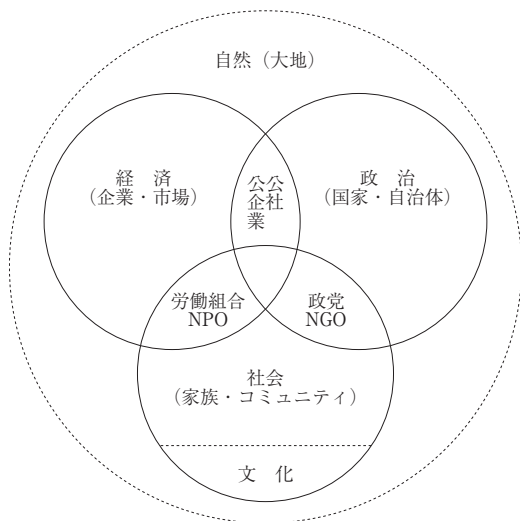 自然（大地）
経　済
（企業・市場）
公社
公企業
政　治
（国家・自治体）
労働組合
NPO
政党
NGO
社会
（家族・コミュニティ）
文　化